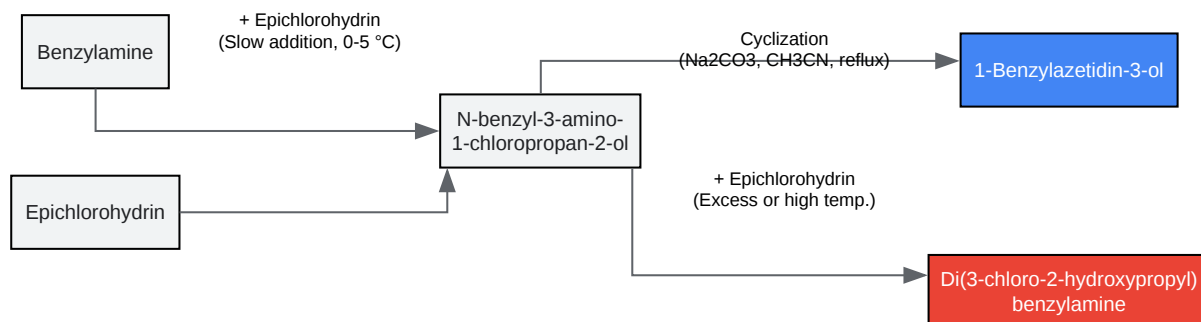 + Epichlorohydrin
(Slow addition, 0-5 °C)
Benzylamine
Cyclization
(Na2CO3, CH3CN, reflux)
1-Benzylazetidin-3-ol
N-benzyl-3-amino-
1-chloropropan-2-ol
+ Epichlorohydrin
(Excess or high temp.)
Epichlorohydrin
Di(3-chloro-2-hydroxypropyl)
benzylamine